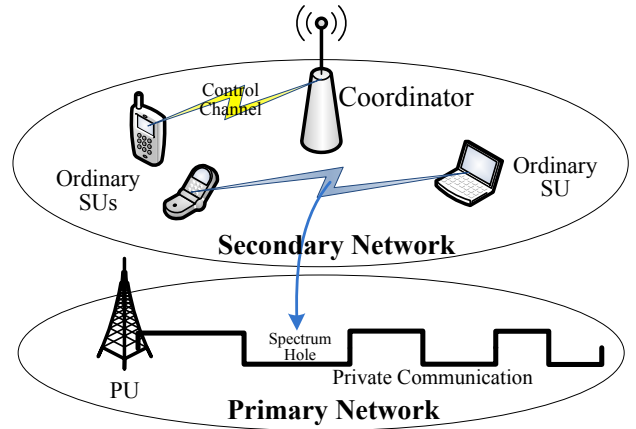 Control
Channel
Coordinator
Ordinary
SUs
Ordinary
SU
Secondary Network
Spectrum
Hole
PU
Private Communication
Primary Network